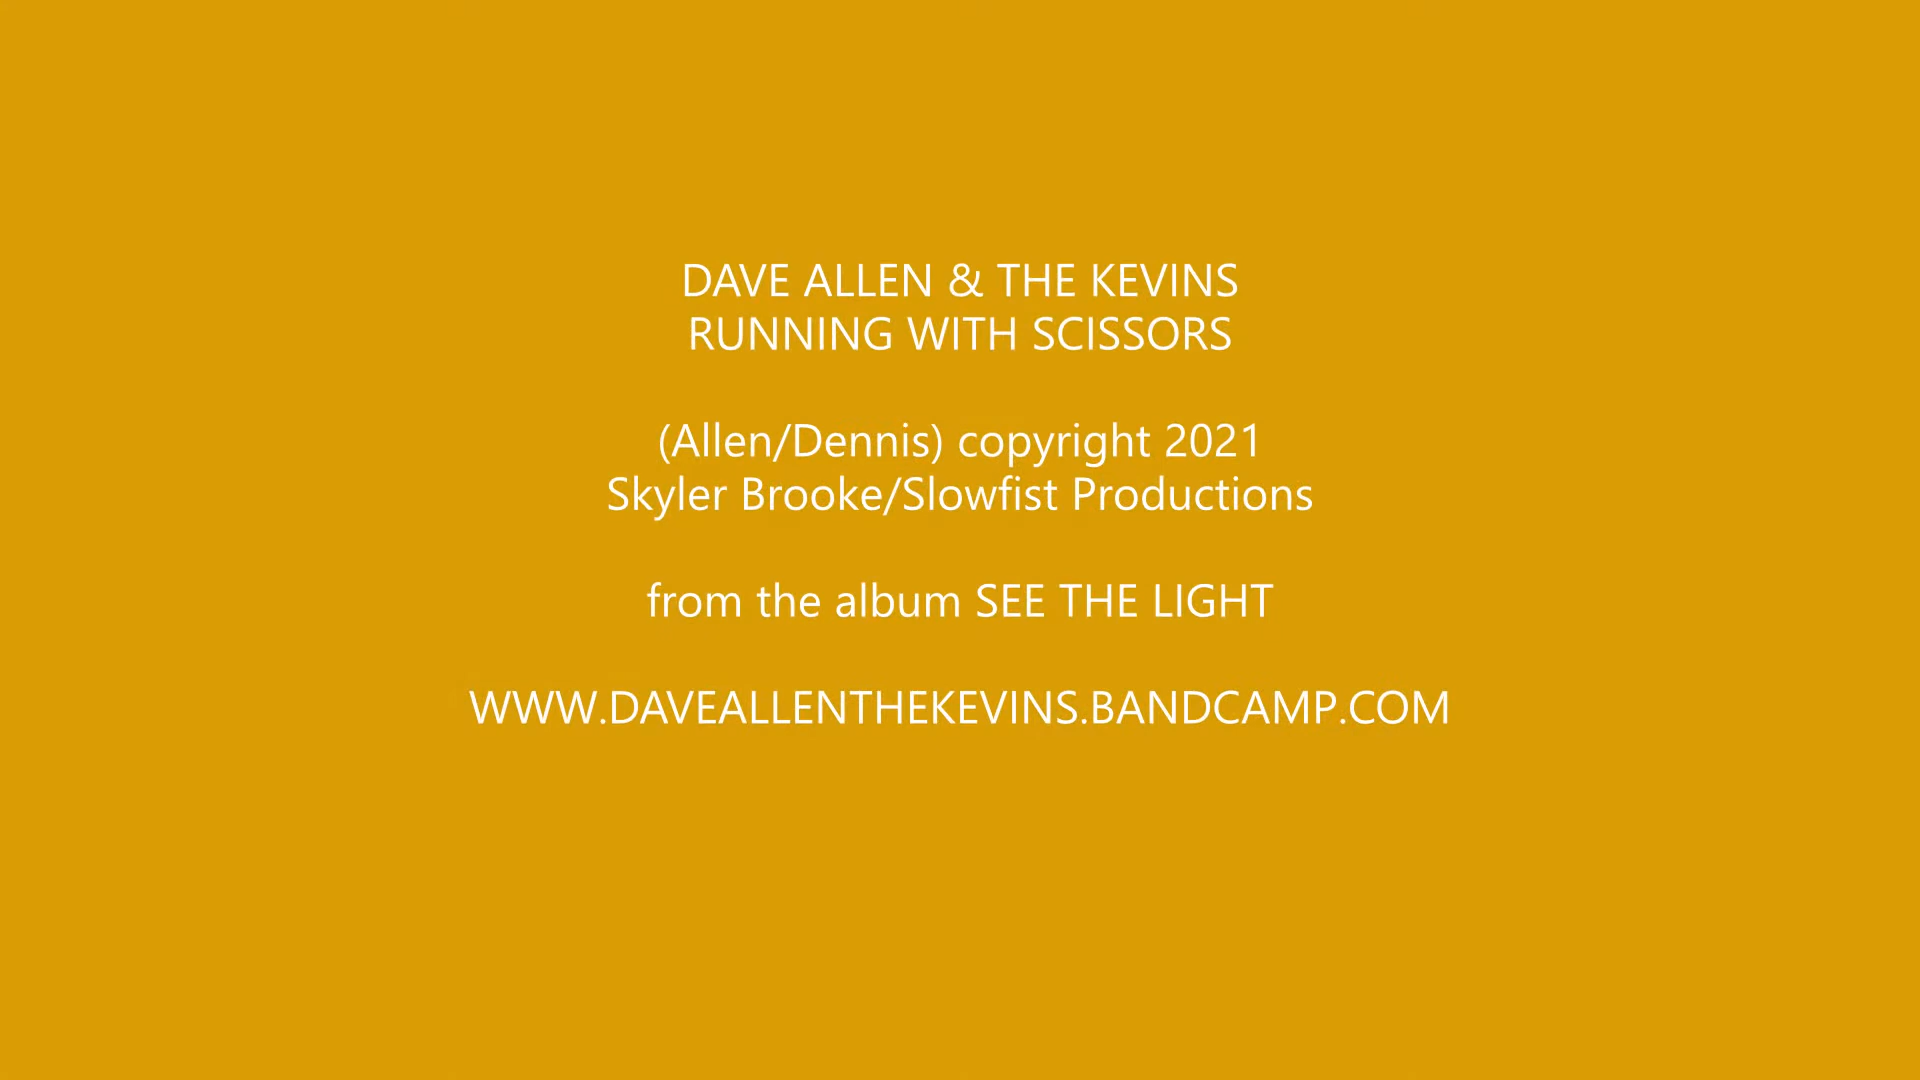 DAVE ALLEN & THE KEVINS
RUNNING WITH SCISSORS
(Allen/Dennis) copyright 2021
Skyler Brooke/Slowfist Productions
from the album SEE THE LIGHT
WWW.DAVEALLENTHEKEVINS.BANDCAMP.COM